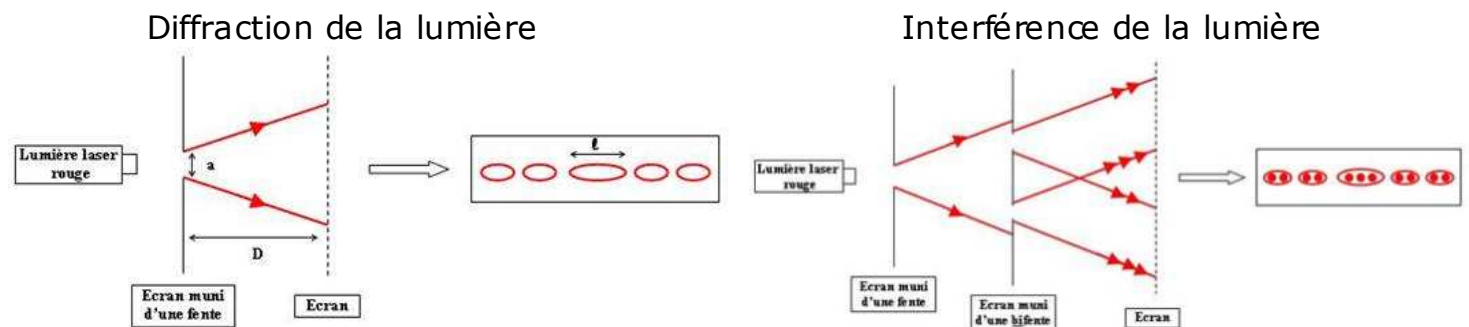 Diffraction de la lumière
Lumière laser
rouge
a
D
Ecran muni
d'une fente
Ecran
ℓ
Interférence de la lumière
Lumière laser
rouge
Ecran muni
d'une fente
Ecran muni
d'une bifente
Ecran